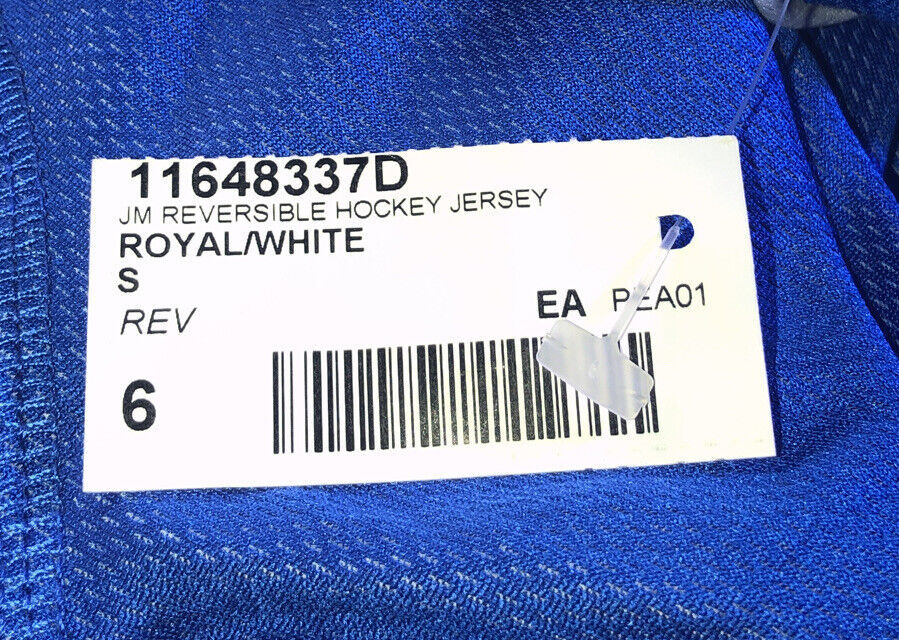 11648337D
JM REVERSIBLE HOCKEY JERSEY
ROYAL/WHITE
S
REV
EA PEA01
6